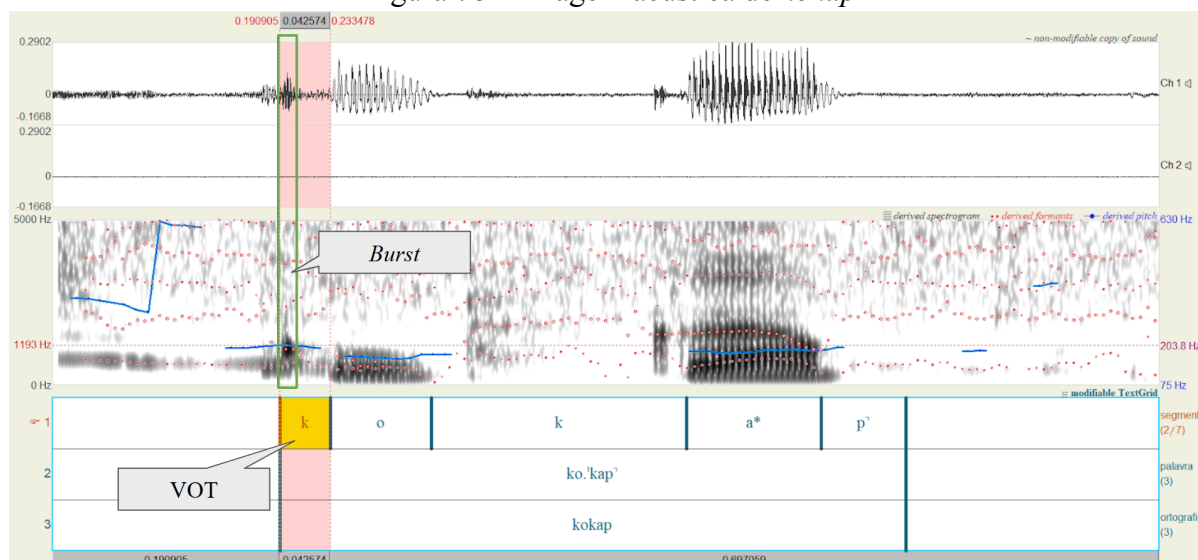 0.190905 0.042574 0.233478
0.2902
~ non-modifiable copy of sound
0
Ch 1
-0.1668
0.2902
0
Ch 2
-0.1668
5000 Hz
derived spectrogram derived formants derived pitch
630 Hz
Burst
1193 Hz
203.8 Hz
0 Hz
75 Hz
modifiable TextGrid
1
k
o
k
a*
p̚
segment
(2/7)
VOT
2
ko.ˈkap̚
palavra
(3)
3
kokap
ortografi
(3)
0.190905 0.042574 0.697059